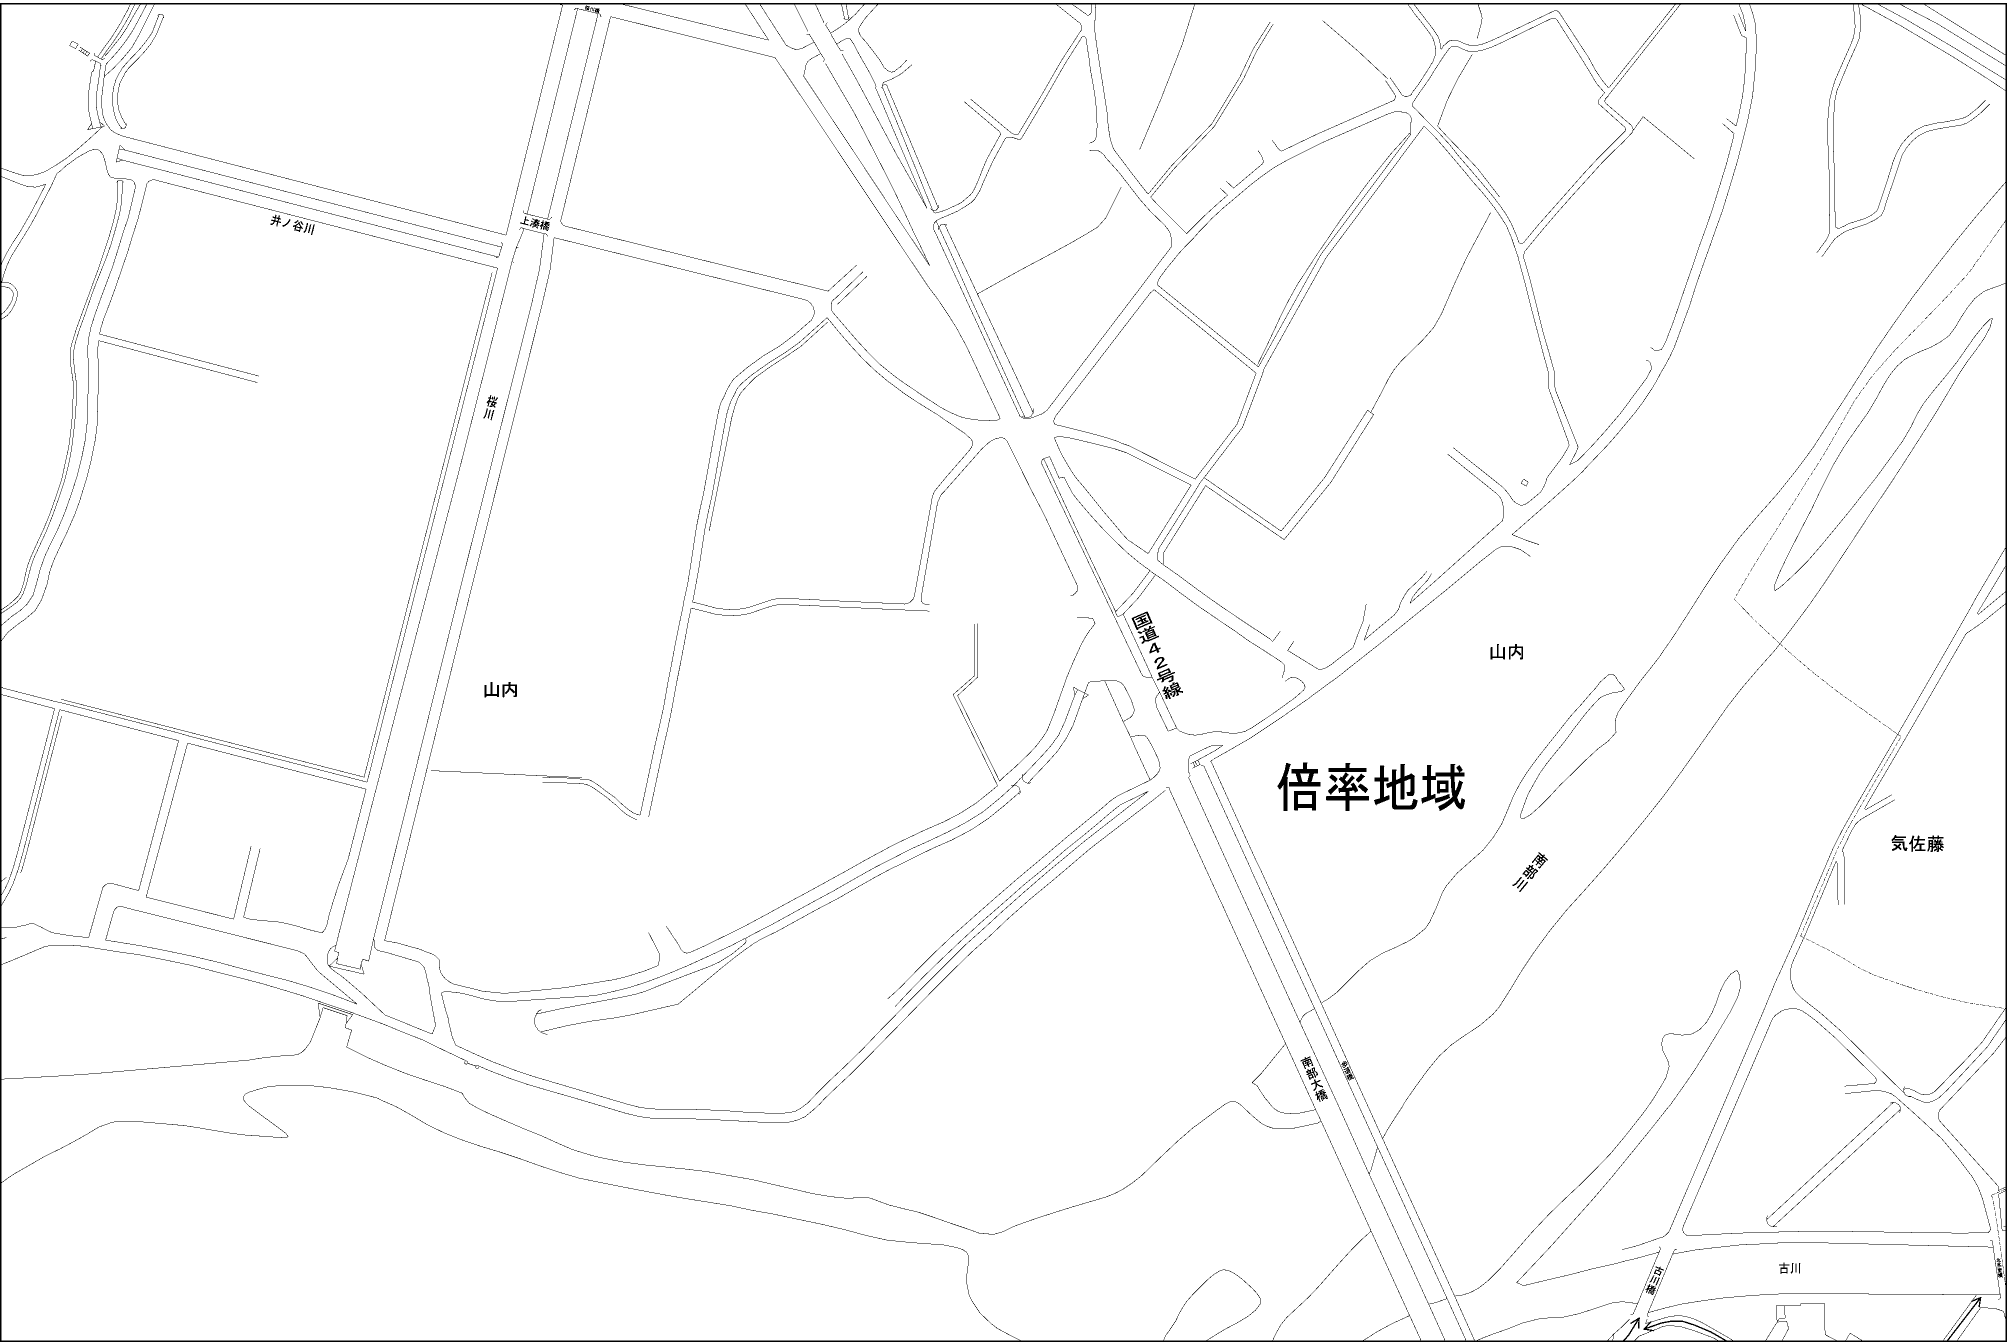 井ノ谷川
上湊橋
桜川
国道42号線
山内
山内
倍率地域
気佐藤
南部川
南部大橋
古川
古川橋